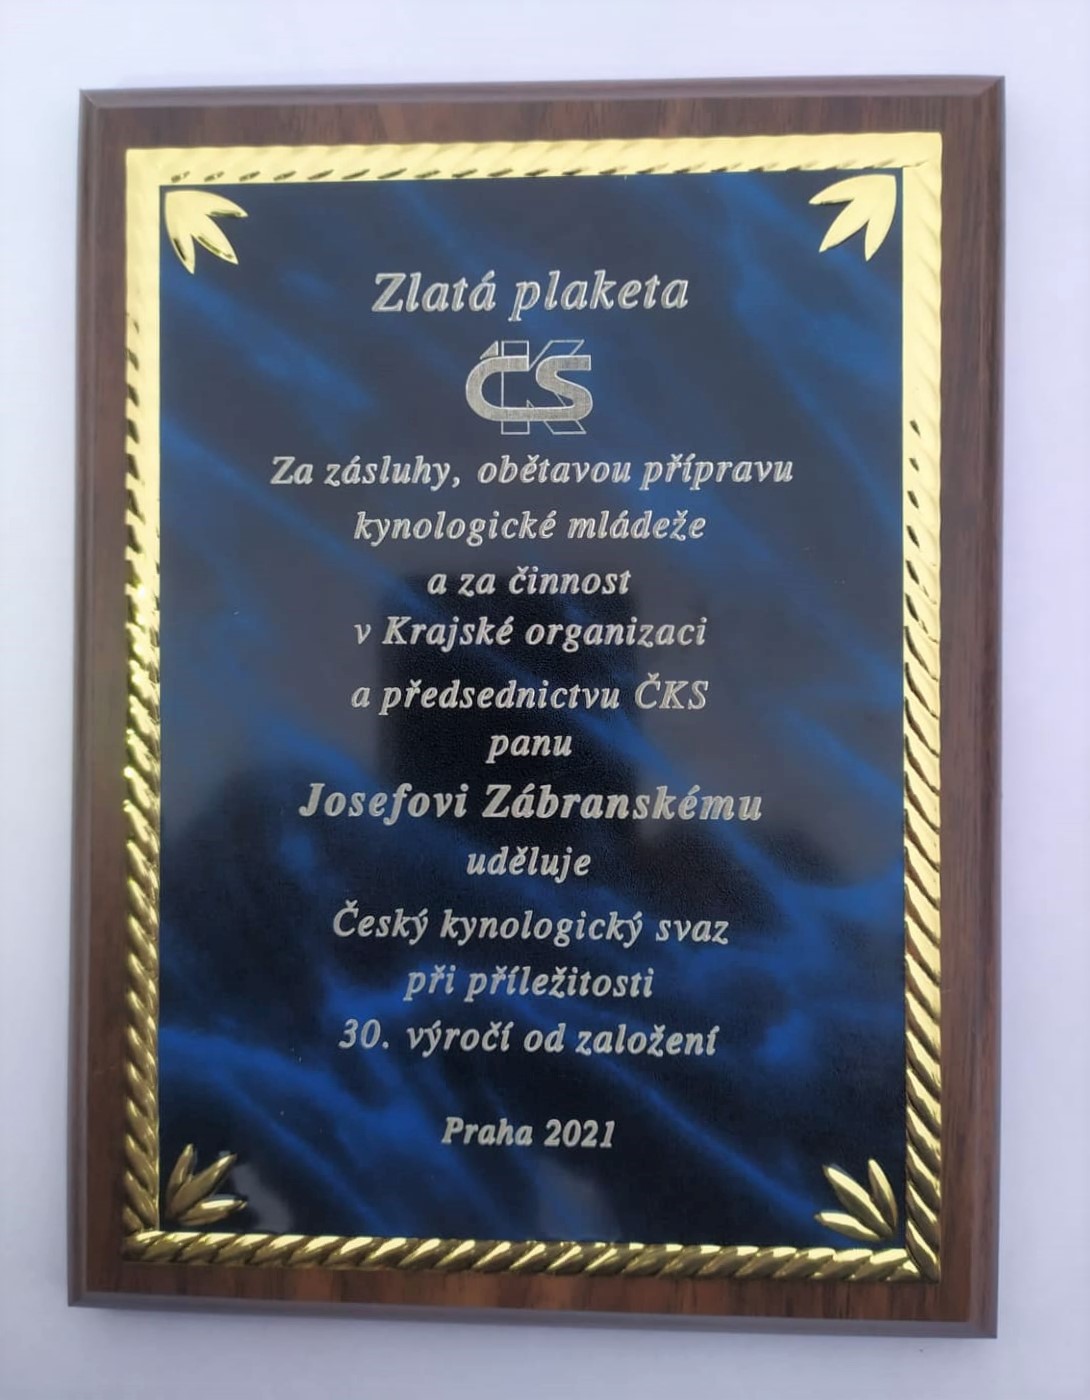 Zlatá plaketa
ČKS
Za zásluhy, obětavou přípravu
kynologické mládeže
a za činnost
v Krajské organizaci
a předsednictvu ČKS
panu
Josefovi Zábranskému
uděluje
Český kynologický svaz
při příležitosti
30. výročí od založení
Praha 2021